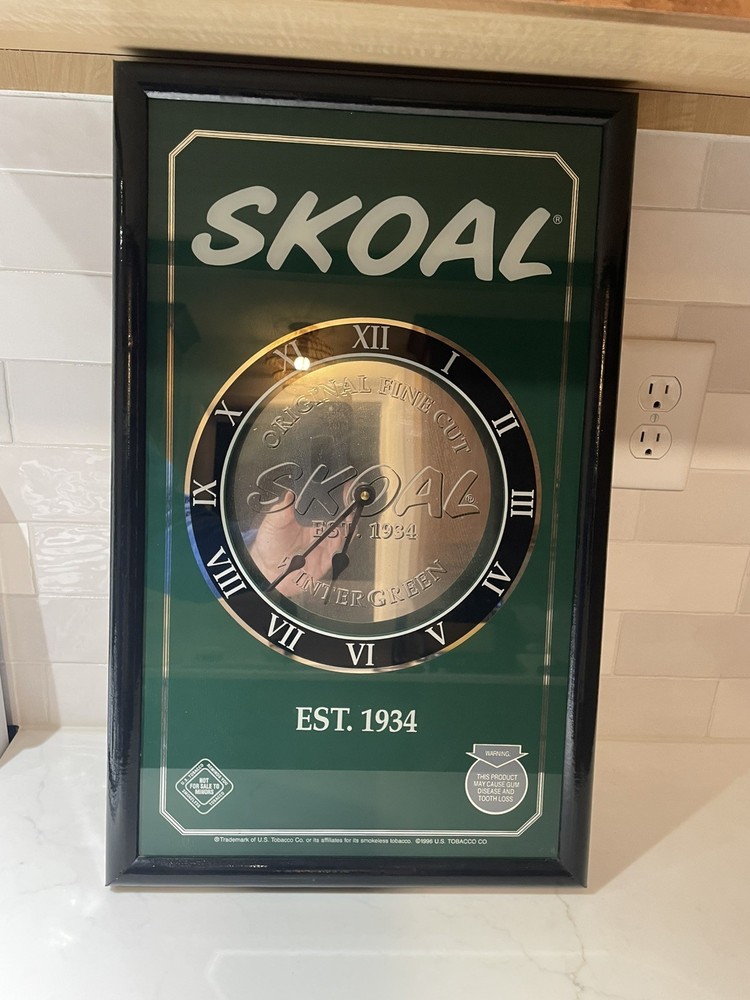 SKOAL®
XII
I
II
III
IV
V
VI
VII
VIII
IX
X
XI
ORIGINAL FINE CUT
SKOAL®
EST. 1934
WINTERGREEN
EST. 1934
NOT
FOR SALE TO
MINORS
WARNING:
THIS PRODUCT
MAY CAUSE GUM
DISEASE AND
TOOTH LOSS
®Trademark of U.S. Tobacco Co. or its affiliates for its smokeless tobacco. ©1996 U.S. TOBACCO CO